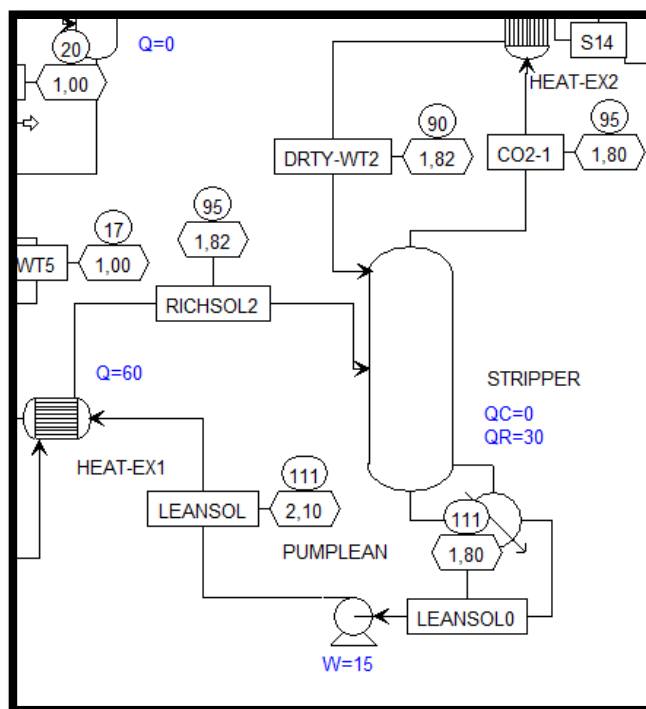 20
1,00
Q=0
S14
HEAT-EX2
90
DRTY-WT2
1,82
95
CO2-1
1,80
95
1,82
17
WT5
1,00
RICHSOL2
Q=60
STRIPPER
QC=0
QR=30
HEAT-EX1
111
LEANSOL
2,10
111
PUMPLEAN
1,80
LEANSOL0
W=15